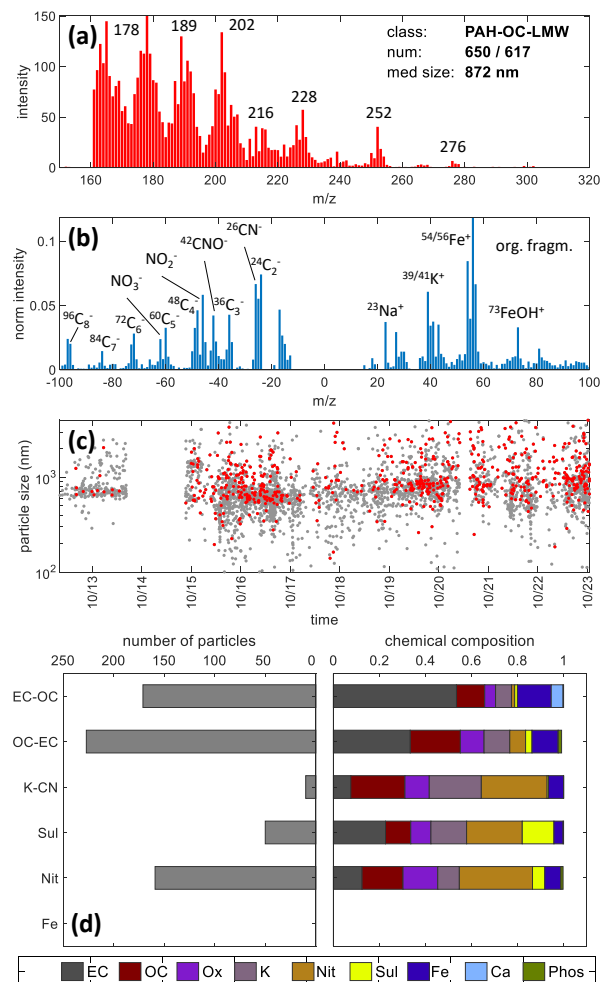 (a)
178
189
202
216
228
252
276
class: PAH-OC-LMW
num: 650 / 617
med size: 872 nm
intensity
150
100
50
0
160 180 200 220 240 260 280 300 320
m/z
(b)
norm intensity
0.1
0.05
0
⁹⁶C₈⁻
⁸⁴C₇⁻
⁷²C₆⁻
NO₃⁻
⁶⁰C₅⁻
NO₂⁻
⁴⁸C₄⁻
⁴²CNO⁻
³⁶C₃⁻
²⁶CN⁻
²⁴C₂⁻
²³Na⁺
³⁹/⁴¹K⁺
⁵⁴/⁵⁶Fe⁺
⁷³FeOH⁺
org. fragm.
-100 -80 -60 -40 -20 0 20 40 60 80 100
m/z
(c)
particle size (nm)
10³
10²
10/13 10/14 10/15 10/16 10/17 10/18 10/19 10/20 10/21 10/22 10/23
time
number of particles
250 200 150 100 50 0
chemical composition
0 0.2 0.4 0.6 0.8 1
EC-OC
OC-EC
K-CN
Sul
Nit
Fe
(d)
EC OC Ox K Nit Sul Fe Ca Phos